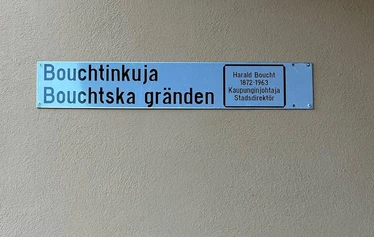 Bouchtinkuja
Bouchtska gränden
Harald Boucht
1872-1963
Kaupunginjohtaja
Stadsdirektör